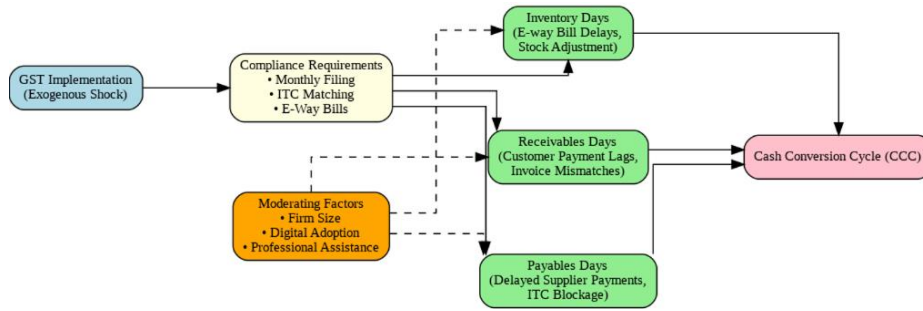 GST Implementation
(Exogenous Shock)
Compliance Requirements
• Monthly Filing
• ITC Matching
• E-Way Bills
Moderating Factors
• Firm Size
• Digital Adoption
• Professional Assistance
Inventory Days
(E-way Bill Delays,
Stock Adjustment)
Receivables Days
(Customer Payment Lags,
Invoice Mismatches)
Payables Days
(Delayed Supplier Payments,
ITC Blockage)
Cash Conversion Cycle (CCC)